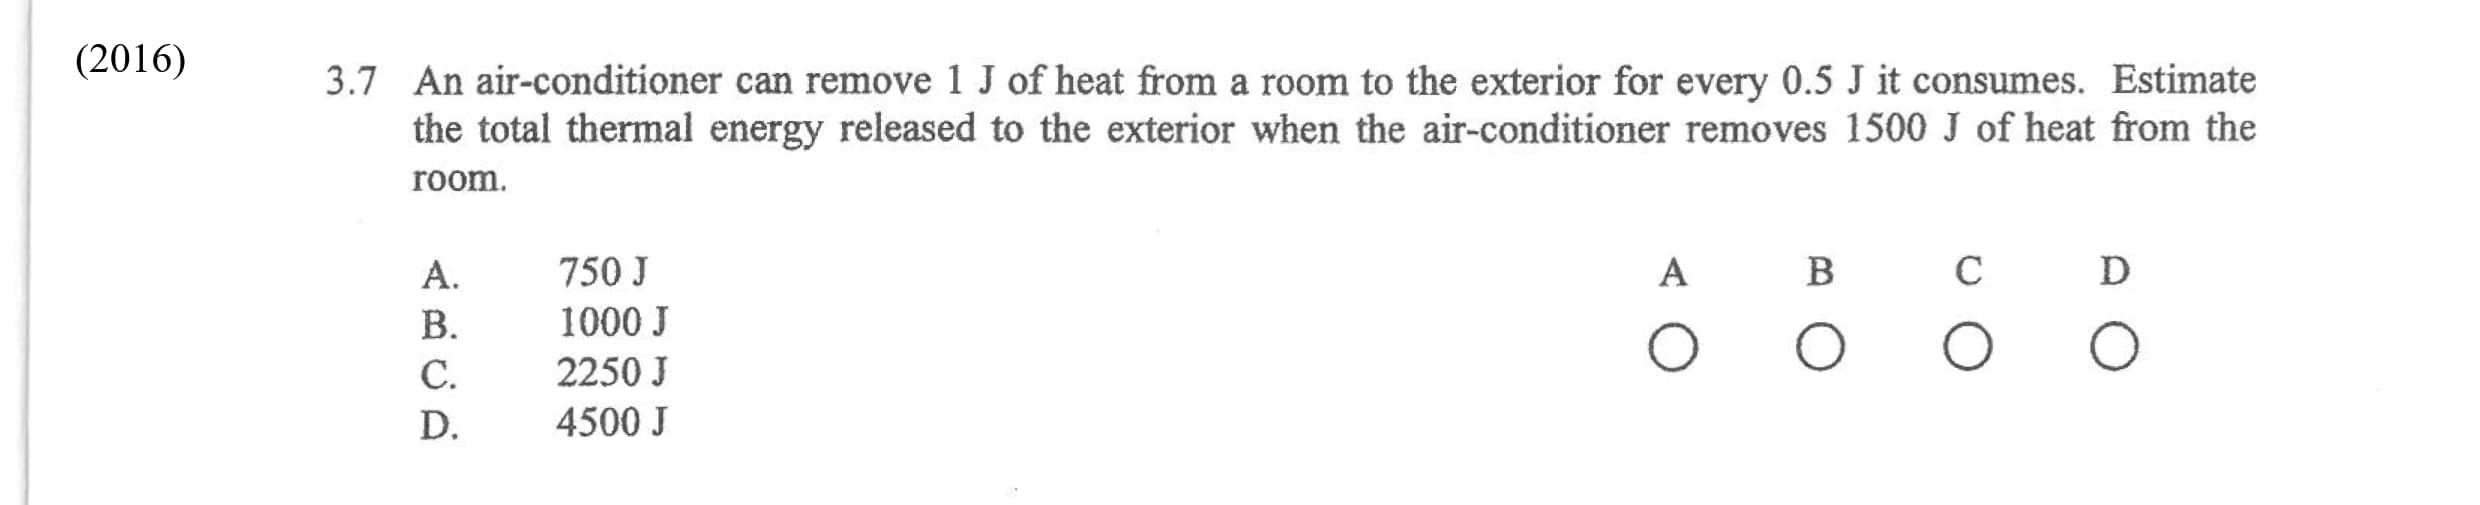 (2016)
3.7 An air-conditioner can remove 1 J of heat from a room to the exterior for every 0.5 J it consumes. Estimate
the total thermal energy released to the exterior when the air-conditioner removes 1500 J of heat from the
room.
A. 750 J
B. 1000 J
C. 2250 J
D. 4500 J
A B C D